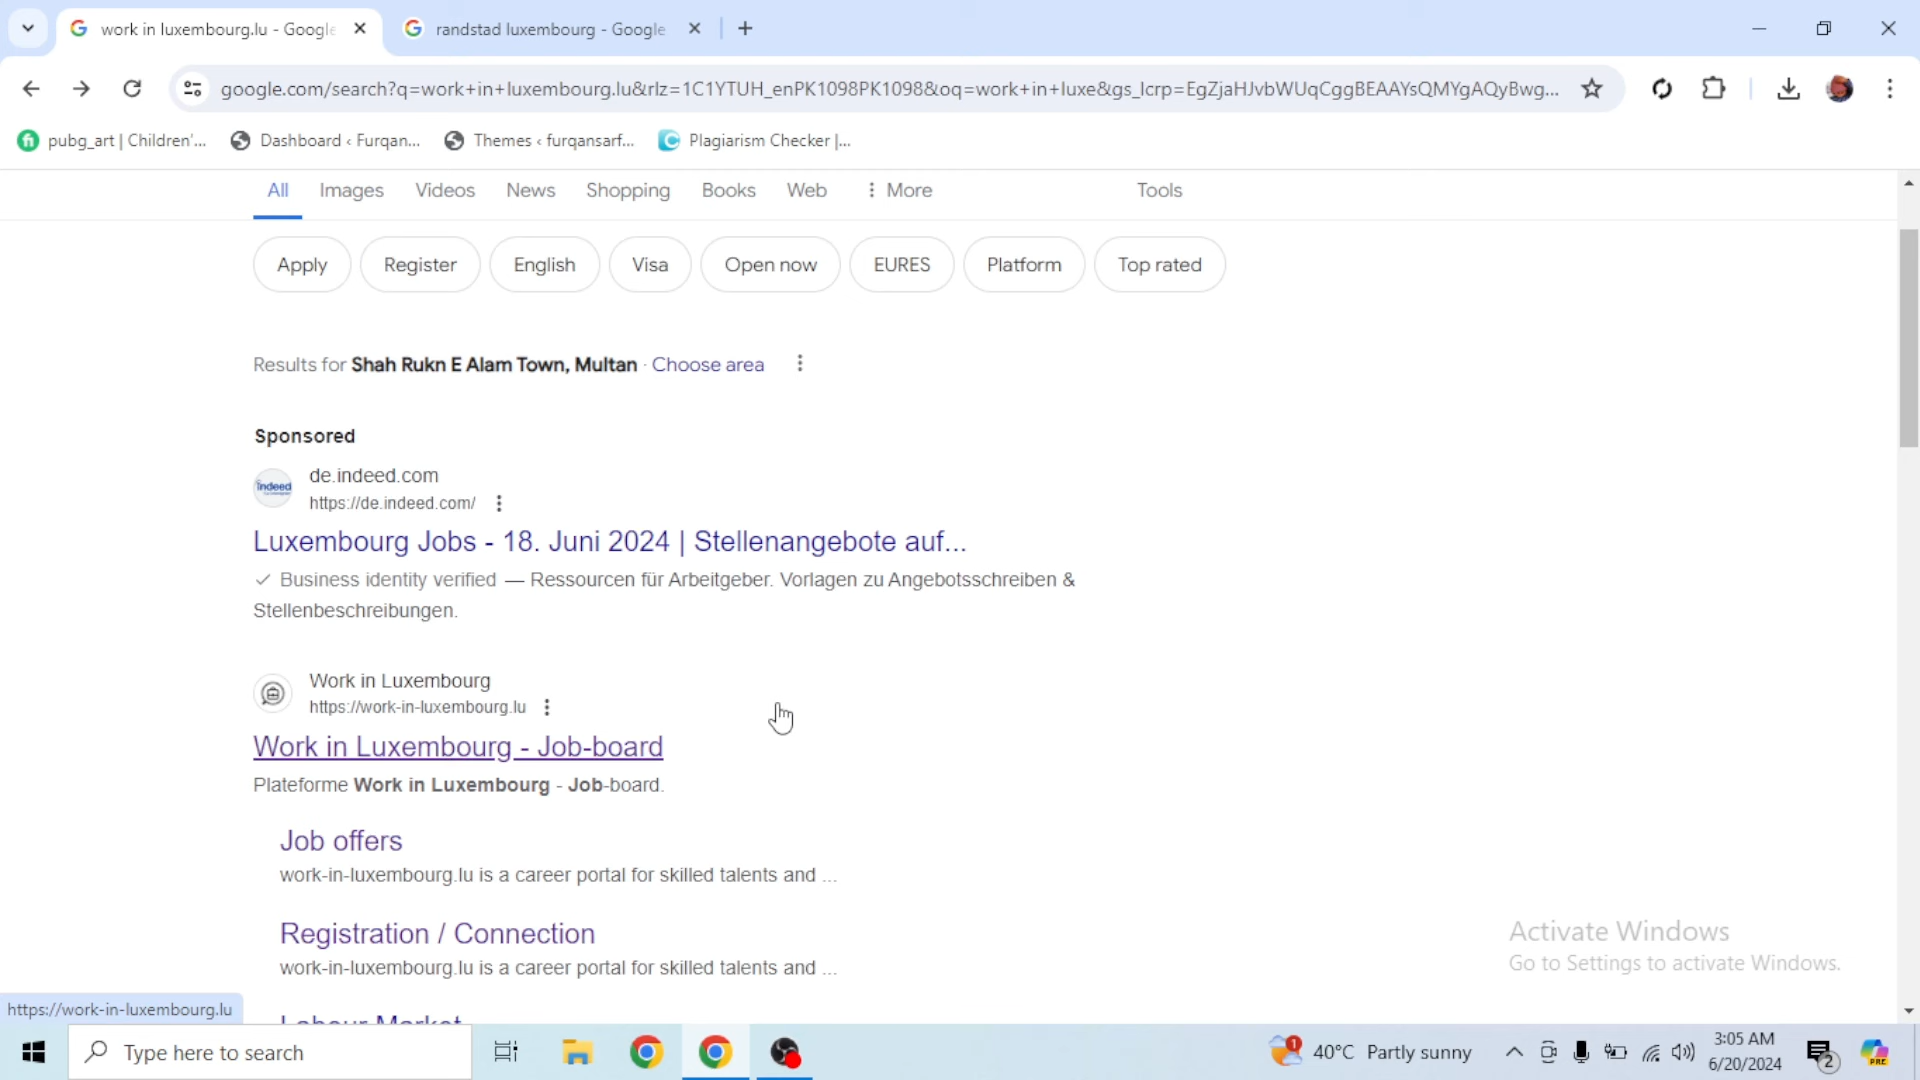 work in luxembourg.lu - Google
randstad luxembourg - Google
google.com/search?q=work+in+luxembourg.lu&rlz=1C1YTUH_enPK1098PK1098&oq=work+in+luxe&gs_lcrp=EgZjaHJvbWUqCggBEAAYsQMYgAQyBwg...
pubg_art | Children'...
Dashboard ‹ Furqan...
Themes ‹ furqansarf...
Plagiarism Checker |...
All Images Videos News Shopping Books Web More Tools
Apply Register English Visa Open now EURES Platform Top rated
Results for Shah Rukn E Alam Town, Multan · Choose area
Sponsored
indeed
de.indeed.com
https://de.indeed.com/
Luxembourg Jobs - 18. Juni 2024 | Stellenangebote auf...
Business identity verified — Ressourcen für Arbeitgeber. Vorlagen zu Angebotsschreiben &
Stellenbeschreibungen.
Work in Luxembourg
https://work-in-luxembourg.lu
Work in Luxembourg - Job-board
Plateforme Work in Luxembourg - Job-board.
Job offers
work-in-luxembourg.lu is a career portal for skilled talents and ...
Registration / Connection
work-in-luxembourg.lu is a career portal for skilled talents and ...
Labour Market
Activate Windows
Go to Settings to activate Windows.
https://work-in-luxembourg.lu
Type here to search
1
40°C Partly sunny
3:05 AM
6/20/2024
2
PRE